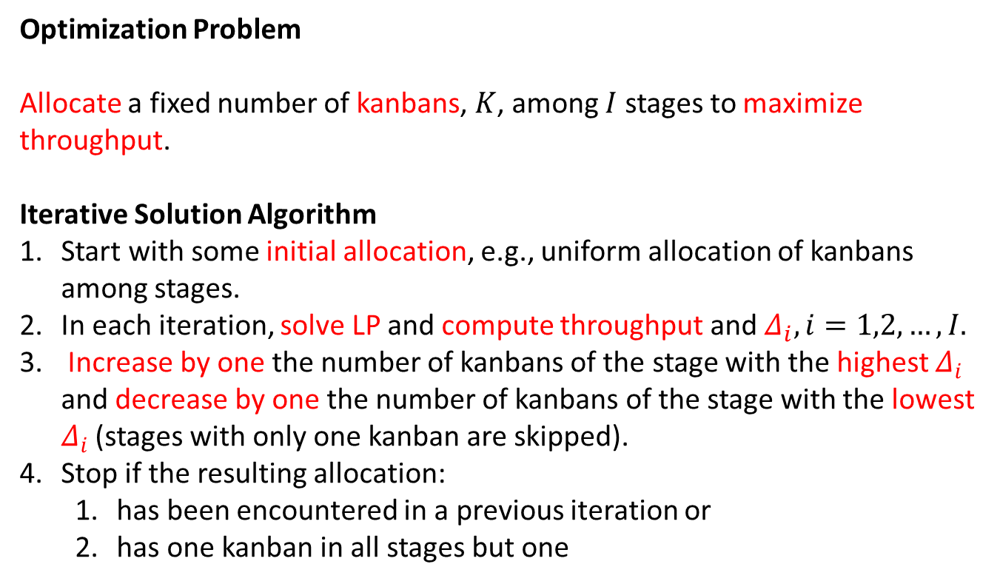 Optimization Problem
Allocate a fixed number of kanbans, K, among I stages to maximize
throughput.
Iterative Solution Algorithm
1. Start with some initial allocation, e.g., uniform allocation of kanbans
among stages.
2. In each iteration, solve LP and compute throughput and Δᵢ, i = 1,2, … , I.
3. Increase by one the number of kanbans of the stage with the highest Δᵢ
and decrease by one the number of kanbans of the stage with the lowest
Δᵢ (stages with only one kanban are skipped).
4. Stop if the resulting allocation:
1. has been encountered in a previous iteration or
2. has one kanban in all stages but one